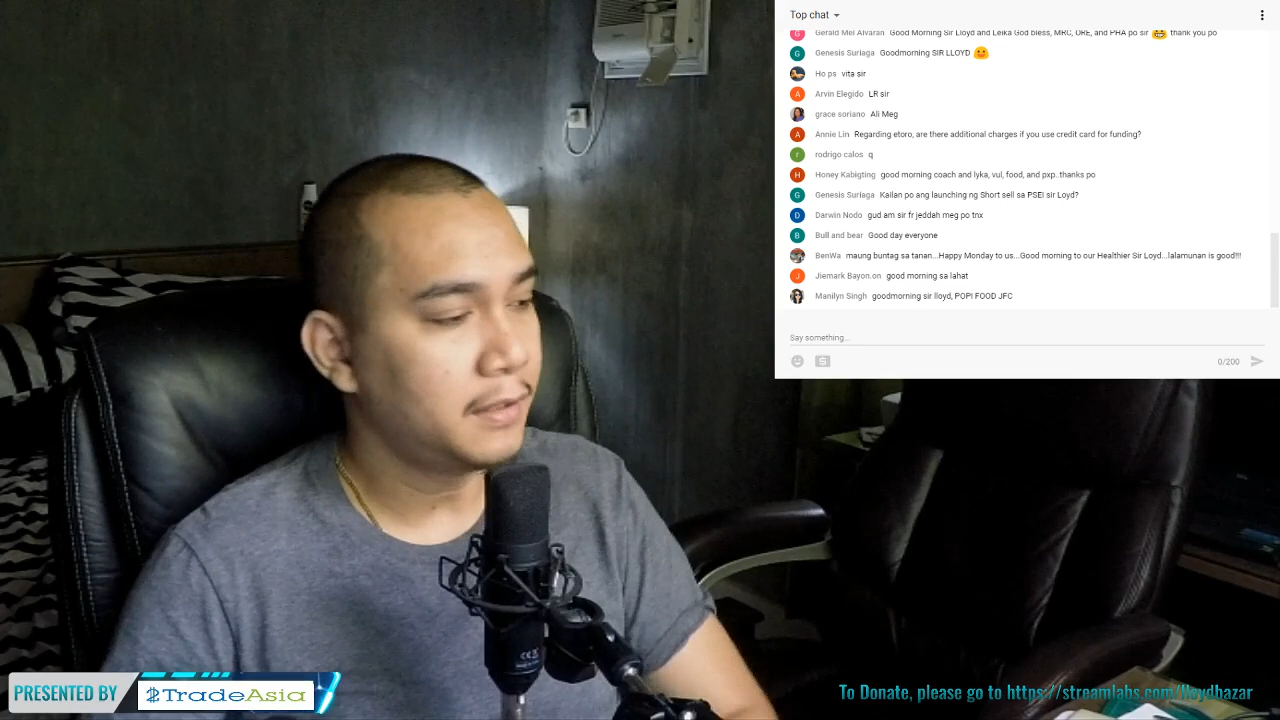 Top chat
Gerald Mel Alvaran Good Morning Sir Lloyd and Leika God bless, MRC, ORE, and PHA po sir thank you po
G Genesis Suriaga Goodmorning SIR LLOYD
Ho ps vita sir
A Arvin Elegido LR sir
grace soriano Ali Meg
A Annie Lin Regarding etoro, are there additional charges if you use credit card for funding?
r rodrigo calos q
H Honey Kabigting good morning coach and lyka, vul, food, and pxp..thanks po
G Genesis Suriaga Kailan po ang launching ng Short sell sa PSEI sir Loyd?
D Darwin Nodo gud am sir fr jeddah meg po tnx
B Bull and bear Good day everyone
BenWa maung buntag sa tanan...Happy Monday to us...Good morning to our Healthier Sir Loyd...lalamunan is good!!!
J Jiemark Bayon.on good morning sa lahat
Manilyn Singh goodmorning sir lloyd, POPI FOOD JFC
Say something...
0/200
PRESENTED BY $TradeAsia
To Donate, please go to https://streamlabs.com/lloydbazar